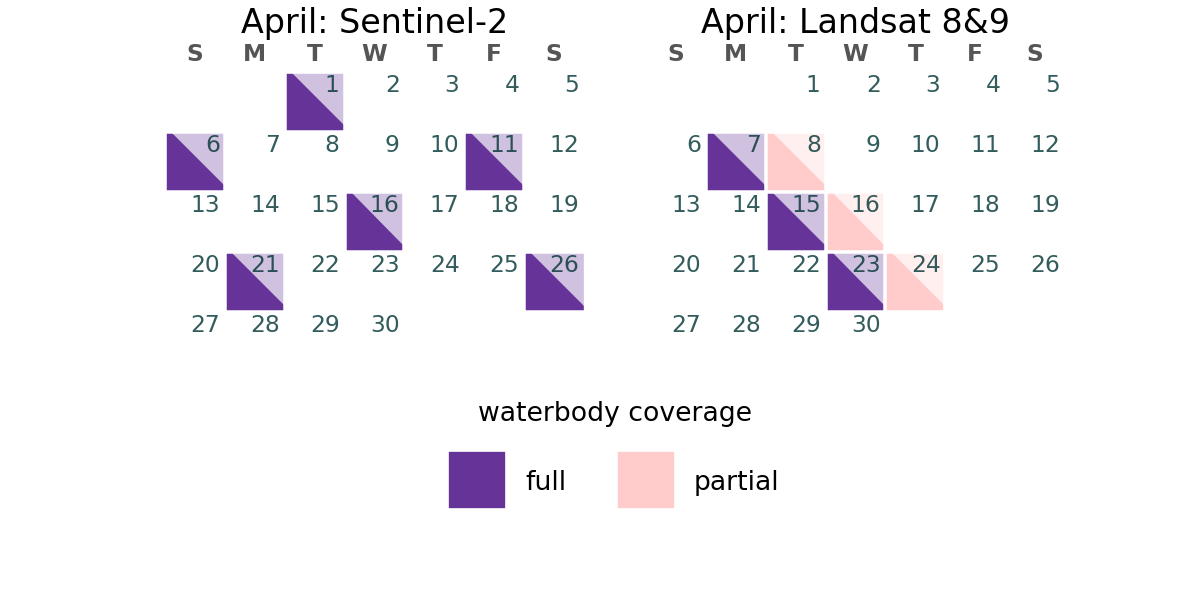 April: Sentinel-2
S M T W T F S
1 2 3 4 5
6 7 8 9 10 11 12
13 14 15 16 17 18 19
20 21 22 23 24 25 26
27 28 29 30
April: Landsat 8&9
S M T W T F S
1 2 3 4 5
6 7 8 9 10 11 12
13 14 15 16 17 18 19
20 21 22 23 24 25 26
27 28 29 30
waterbody coverage
full
partial